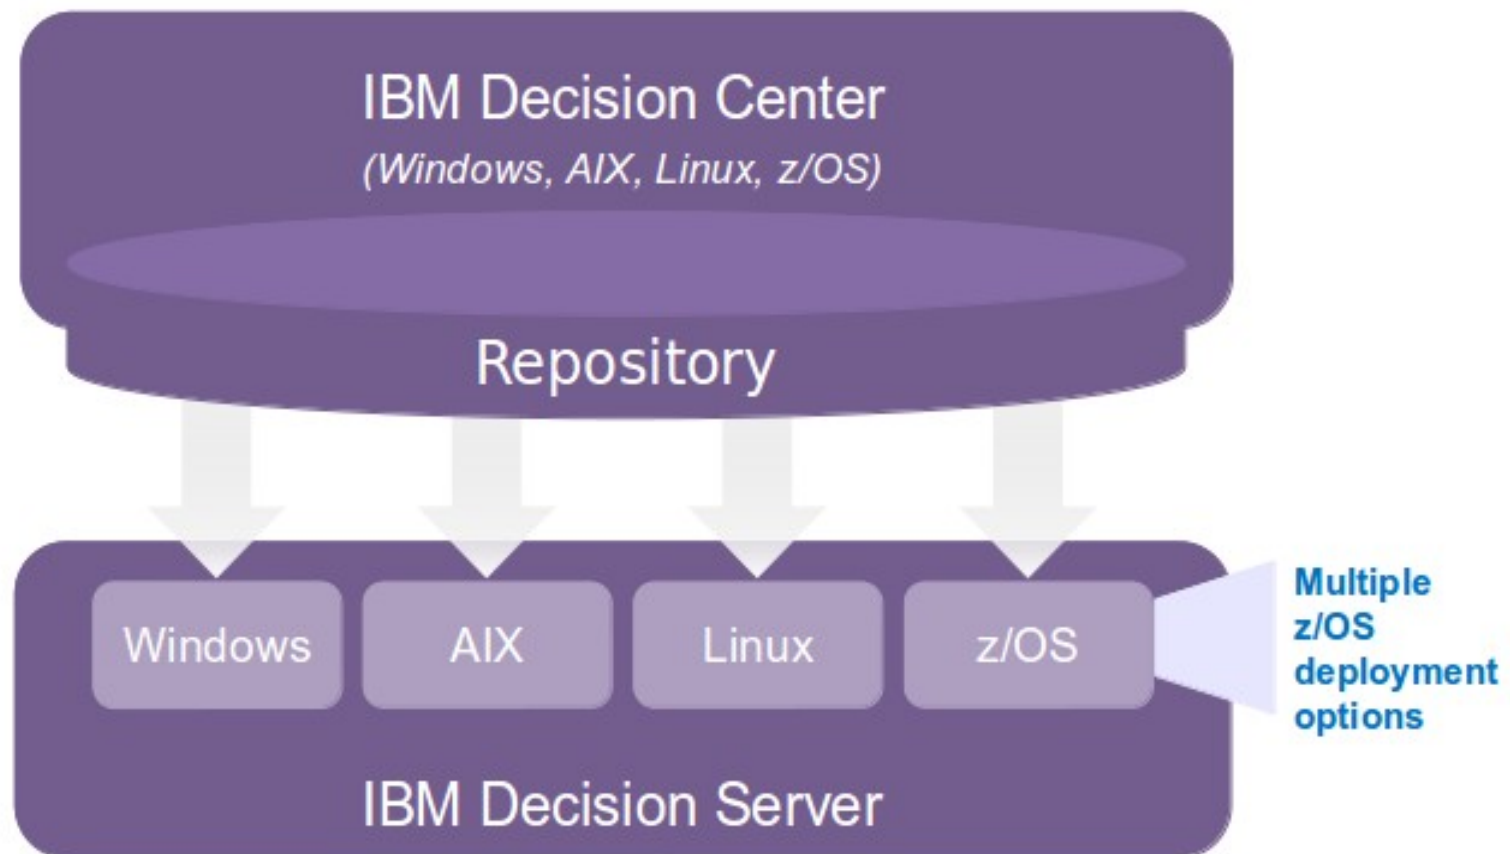 IBM Decision Center
(Windows, AIX, Linux, z/OS)
Repository
Windows
AIX
Linux
z/OS
Multiple
z/OS
deployment
options
IBM Decision Server